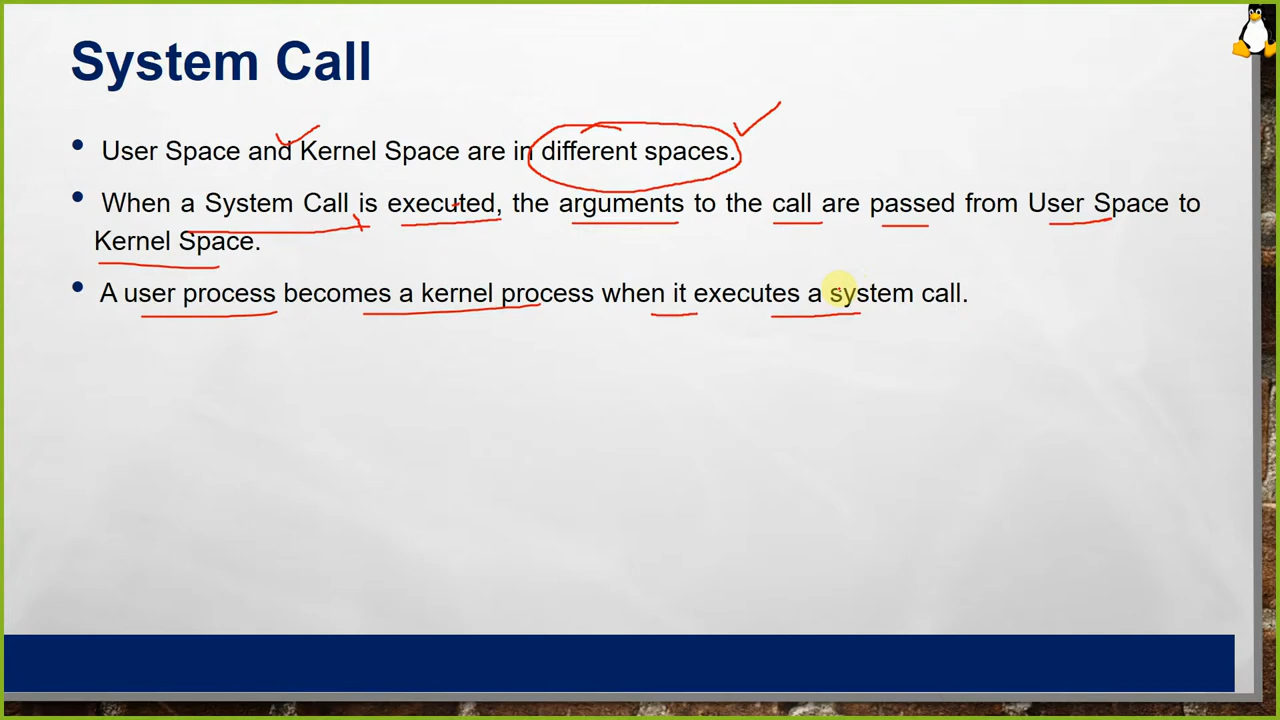 System Call
• User Space and Kernel Space are in different spaces.
• When a System Call is executed, the arguments to the call are passed from User Space to
Kernel Space.
• A user process becomes a kernel process when it executes a system call.